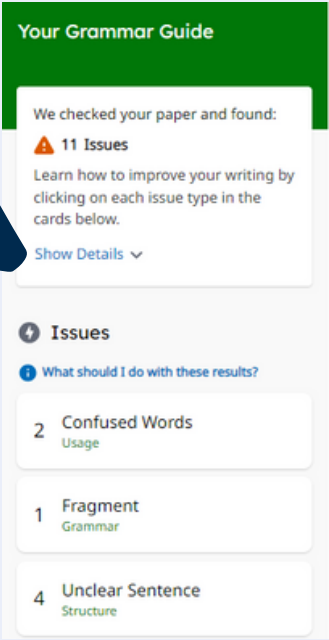 Your Grammar Guide
We checked your paper and found:
11 Issues
Learn how to improve your writing by
clicking on each issue type in the
cards below.
Show Details
Issues
What should I do with these results?
2 Confused Words
Usage
1 Fragment
Grammar
4 Unclear Sentence
Structure